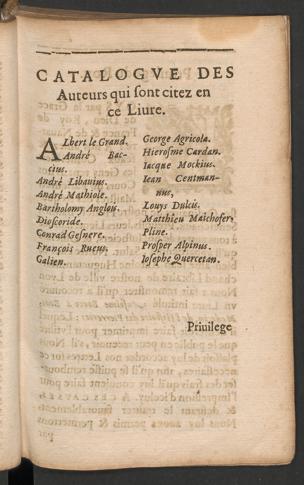 CATALOGVE DES
Auteurs qui sont citez en
ce Liure.
Albert le Grand.
André Bac-
cius.
André Libauius.
André Mathiole.
Bartholomy Anglois.
Dioscoride.
Conrad Gesnere.
François Rueus.
Galien.
George Agricola.
Hierosme Cardan.
Iacque Mockius.
Iean Centman-
nus,
Louys Dulcis.
Matthieu Maichofer.
Pline.
Prosper Alpinus.
Iosephe Quercetan.
Priuilege